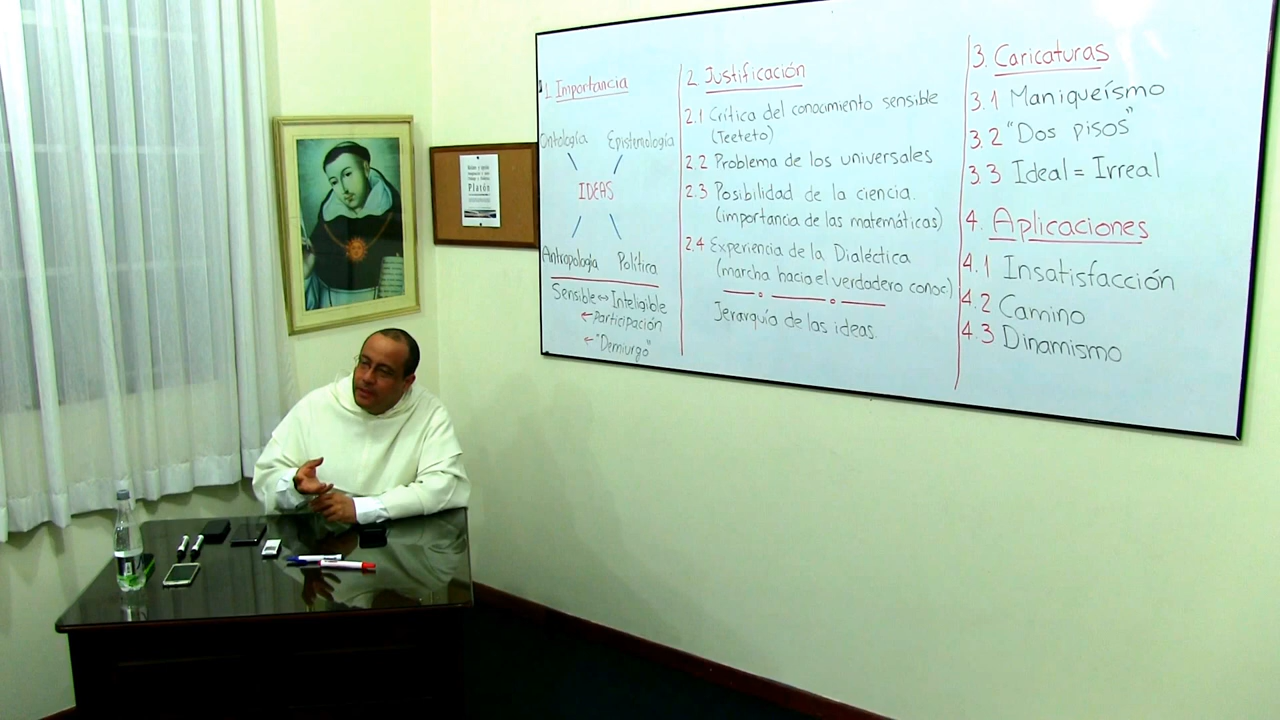 Platón
1. Importancia
Ontología Epistemología
IDEAS
Antropología Política
Sensible ↔ Inteligible
← Participación
← "Demiurgo"
2. Justificación
2.1 Crítica del conocimiento sensible
(Teeteto)
2.2 Problema de los universales
2.3 Posibilidad de la ciencia.
(importancia de las matemáticas)
2.4 Experiencia de la Dialéctica
(marcha hacia el verdadero conoc)
Jerarquía de las ideas.
3. Caricaturas
3.1 Maniqueísmo
3.2 "Dos pisos"
3.3 Ideal = Irreal
4. Aplicaciones
4.1 Insatisfacción
4.2 Camino
4.3 Dinamismo